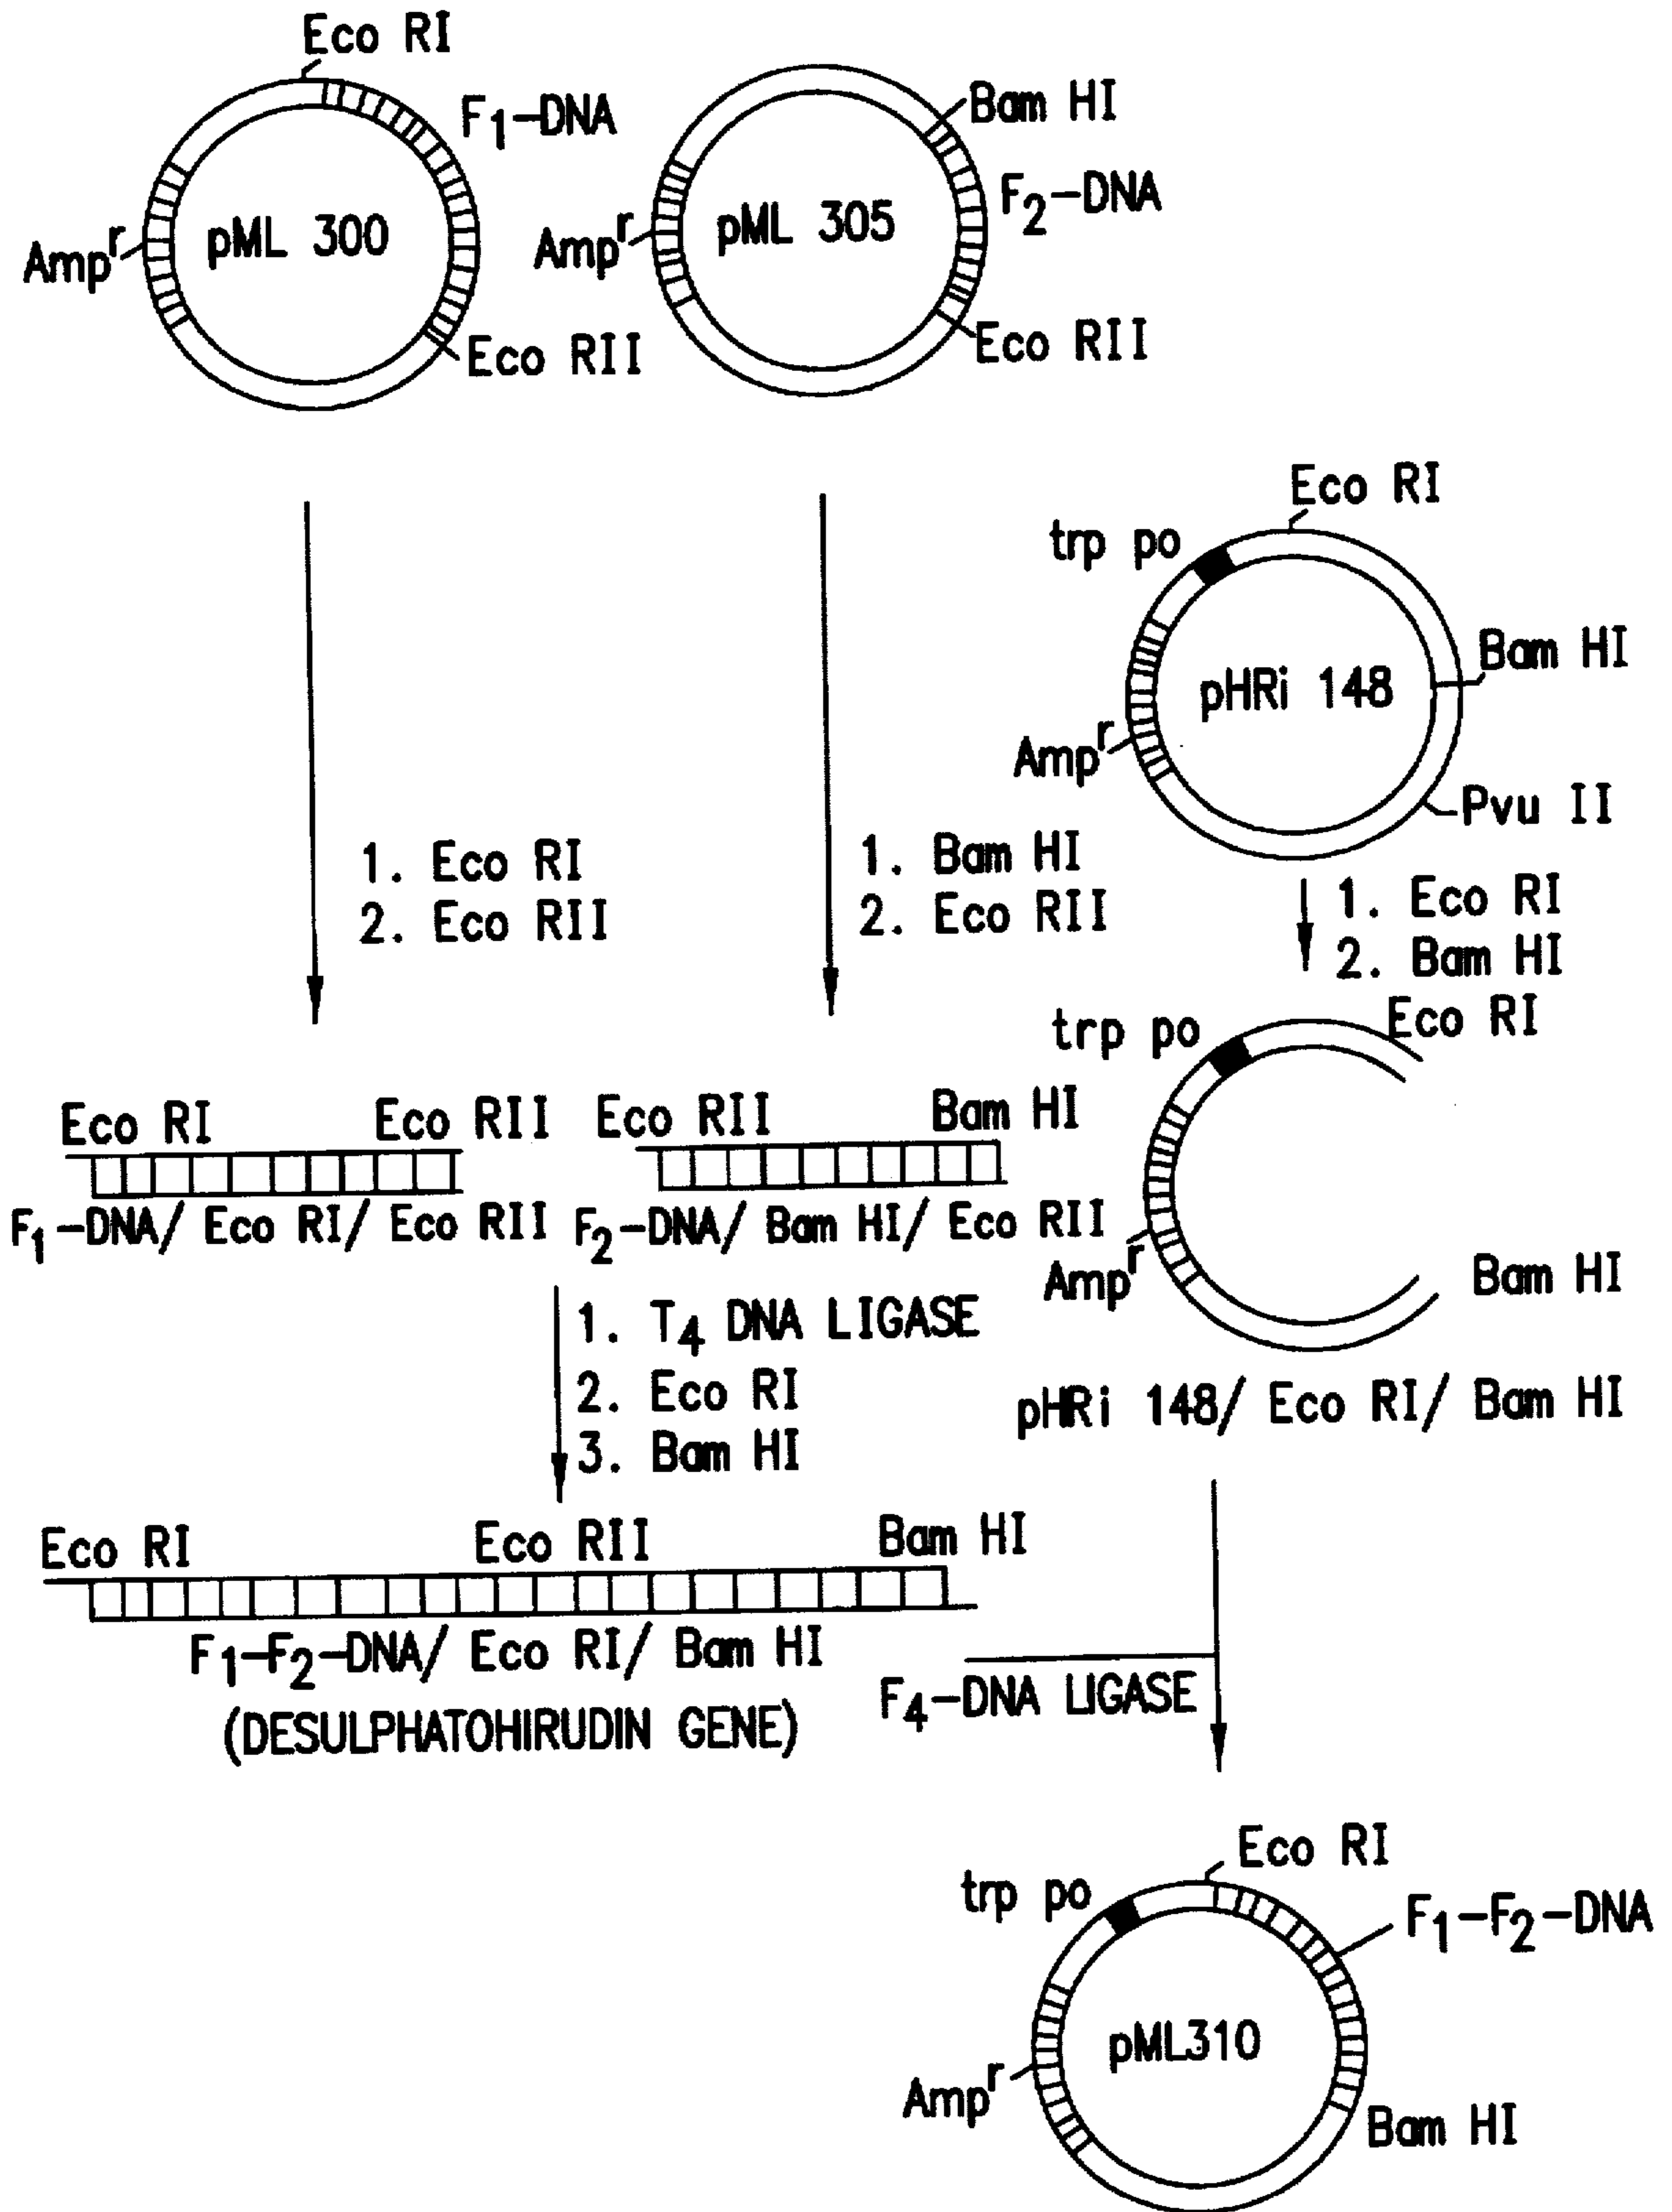 Eco RI
F1-DNA
pML 300
Ampr
Eco RII
Bam HI
F2-DNA
pML 305
Ampr
Eco RII
1. Eco RI
2. Eco RII
1. Bam HI
2. Eco RII
Eco RI
trp po
pHRi 148
Bam HI
Ampr
Pvu II
1. Eco RI
2. Bam HI
Eco RI
trp po
Ampr
Bam HI
pHRi 148/ Eco RI/ Bam HI
Eco RI Eco RII
F1-DNA/ Eco RI/ Eco RII
Eco RII Bam HI
F2-DNA/ Bam HI/ Eco RII
1. T4 DNA LIGASE
2. Eco RI
3. Bam HI
Eco RI Eco RII Bam HI
F1-F2-DNA/ Eco RI/ Bam HI
(DESULPHATOHIRUDIN GENE)
F4-DNA LIGASE
Eco RI
trp po
F1-F2-DNA
pML310
Ampr
Bam HI